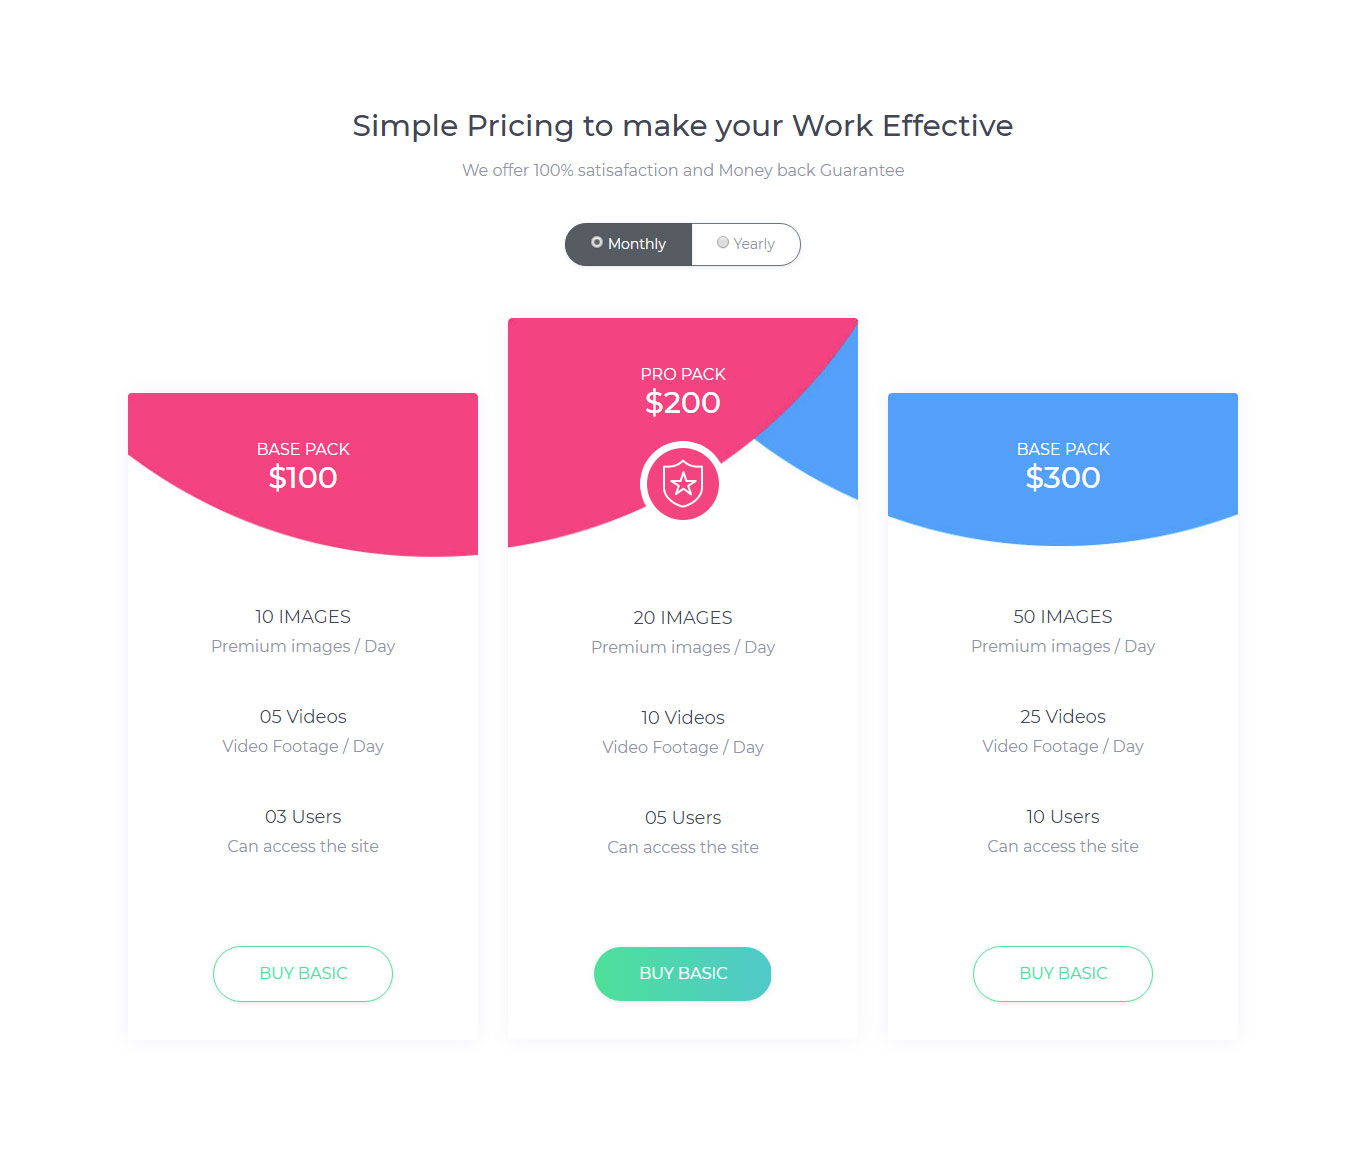 Simple Pricing to make your Work Effective
We offer 100% satisafaction and Money back Guarantee
Monthly
Yearly
BASE PACK
$100
10 IMAGES
Premium images / Day
05 Videos
Video Footage / Day
03 Users
Can access the site
BUY BASIC
PRO PACK
$200
20 IMAGES
Premium images / Day
10 Videos
Video Footage / Day
05 Users
Can access the site
BUY BASIC
BASE PACK
$300
50 IMAGES
Premium images / Day
25 Videos
Video Footage / Day
10 Users
Can access the site
BUY BASIC